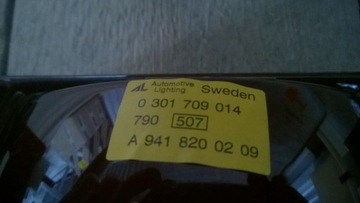 AL Automotive Lighting Sweden
0 301 709 014
790 507
A 941 820 02 09